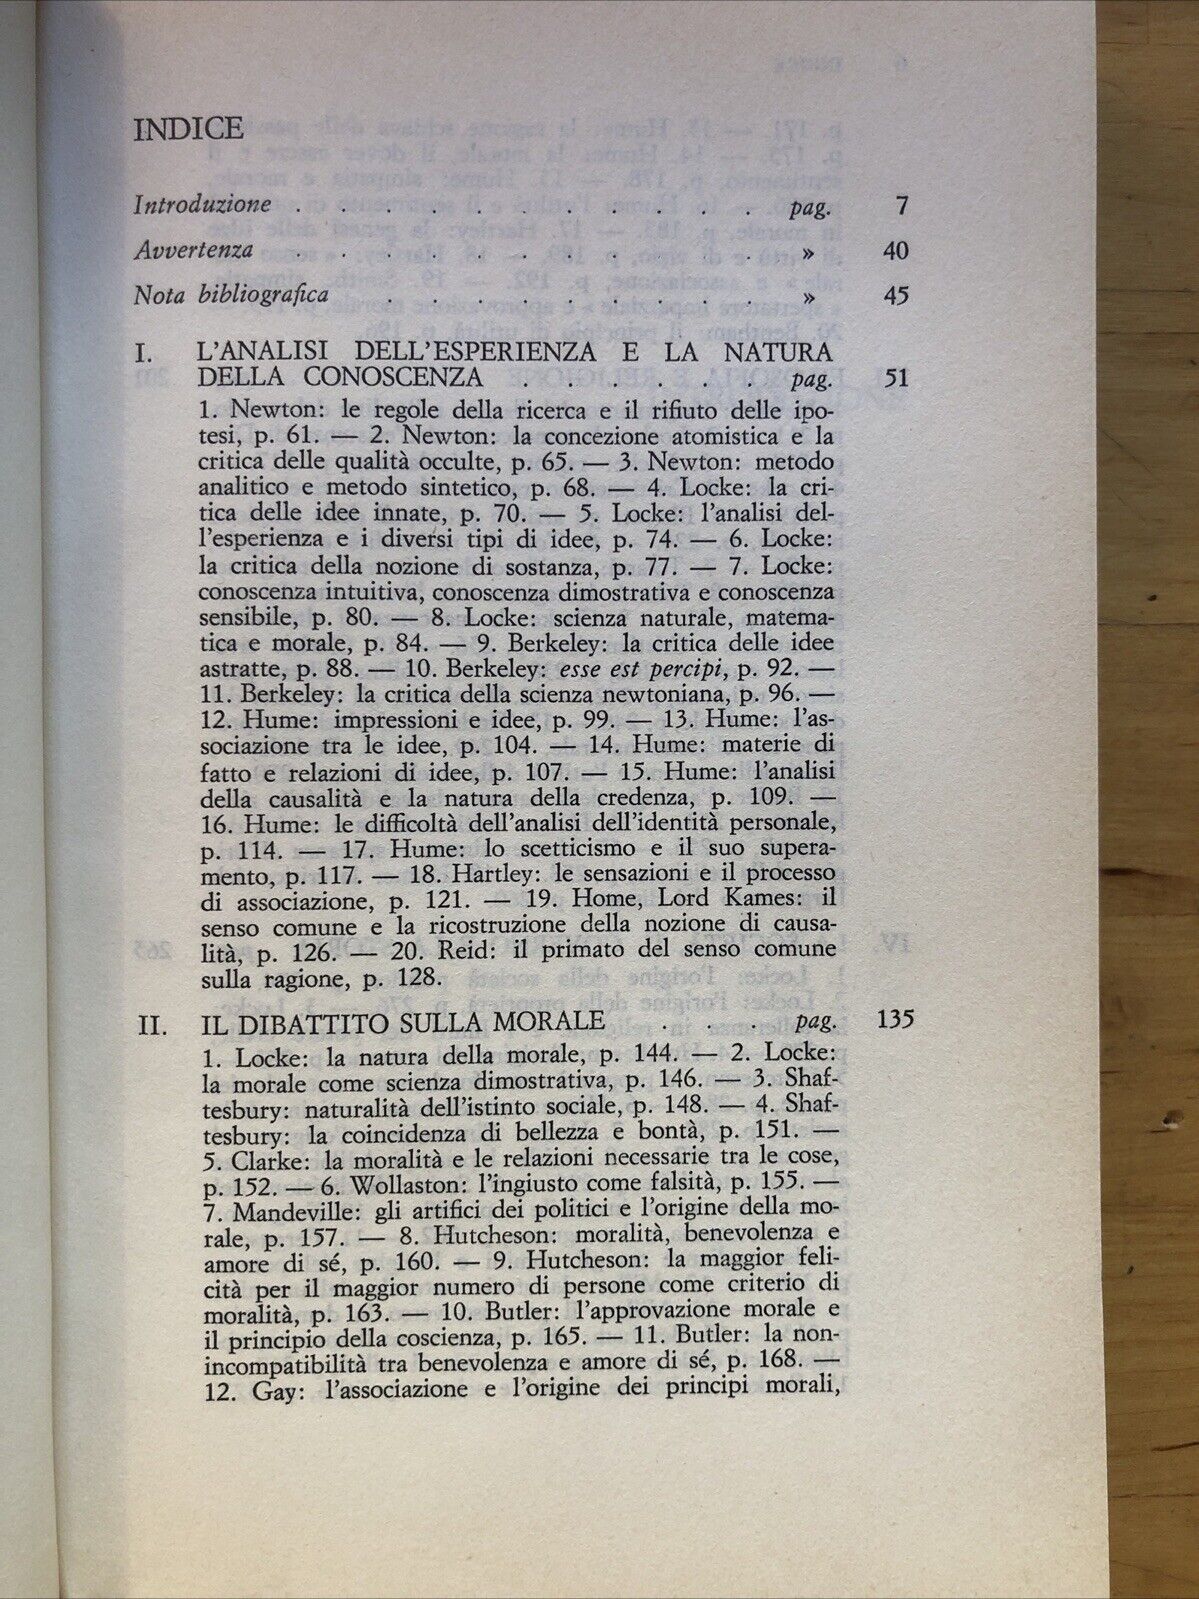 INDICE
Introduzione . . . . . . . . . . . pag. 7
Avvertenza . . . . . . . . . . » 40
Nota bibliografica . . . . . . . . . » 45
I. L'ANALISI DELL'ESPERIENZA E LA NATURA
DELLA CONOSCENZA . . . . . . pag. 51
1. Newton: le regole della ricerca e il rifiuto delle ipo-
tesi, p. 61. — 2. Newton: la concezione atomistica e la
critica delle qualità occulte, p. 65. — 3. Newton: metodo
analitico e metodo sintetico, p. 68. — 4. Locke: la cri-
tica delle idee innate, p. 70. — 5. Locke: l'analisi del-
l'esperienza e i diversi tipi di idee, p. 74. — 6. Locke:
la critica della nozione di sostanza, p. 77. — 7. Locke:
conoscenza intuitiva, conoscenza dimostrativa e conoscenza
sensibile, p. 80. — 8. Locke: scienza naturale, matema-
tica e morale, p. 84. — 9. Berkeley: la critica delle idee
astratte, p. 88. — 10. Berkeley: esse est percipi, p. 92. —
11. Berkeley: la critica della scienza newtoniana, p. 96. —
12. Hume: impressioni e idee, p. 99. — 13. Hume: l'as-
sociazione tra le idee, p. 104. — 14. Hume: materie di
fatto e relazioni di idee, p. 107. — 15. Hume: l'analisi
della causalità e la natura della credenza, p. 109. —
16. Hume: le difficoltà dell'analisi dell'identità personale,
p. 114. — 17. Hume: lo scetticismo e il suo supera-
mento, p. 117. — 18. Hartley: le sensazioni e il processo
di associazione, p. 121. — 19. Home, Lord Kames: il
senso comune e la ricostruzione della nozione di causa-
lità, p. 126. — 20. Reid: il primato del senso comune
sulla ragione, p. 128.
II. IL DIBATTITO SULLA MORALE . . . pag. 135
1. Locke: la natura della morale, p. 144. — 2. Locke:
la morale come scienza dimostrativa, p. 146. — 3. Shaf-
tesbury: naturalità dell'istinto sociale, p. 148. — 4. Shaf-
tesbury: la coincidenza di bellezza e bontà, p. 151. —
5. Clarke: la moralità e le relazioni necessarie tra le cose,
p. 152. — 6. Wollaston: l'ingiusto come falsità, p. 155. —
7. Mandeville: gli artifici dei politici e l'origine della mo-
rale, p. 157. — 8. Hutcheson: moralità, benevolenza e
amore di sé, p. 160. — 9. Hutcheson: la maggior feli-
cità per il maggior numero di persone come criterio di
moralità, p. 163. — 10. Butler: l'approvazione morale e
il principio della coscienza, p. 165. — 11. Butler: la non-
incompatibilità tra benevolenza e amore di sé, p. 168. —
12. Gay: l'associazione e l'origine dei principi morali,